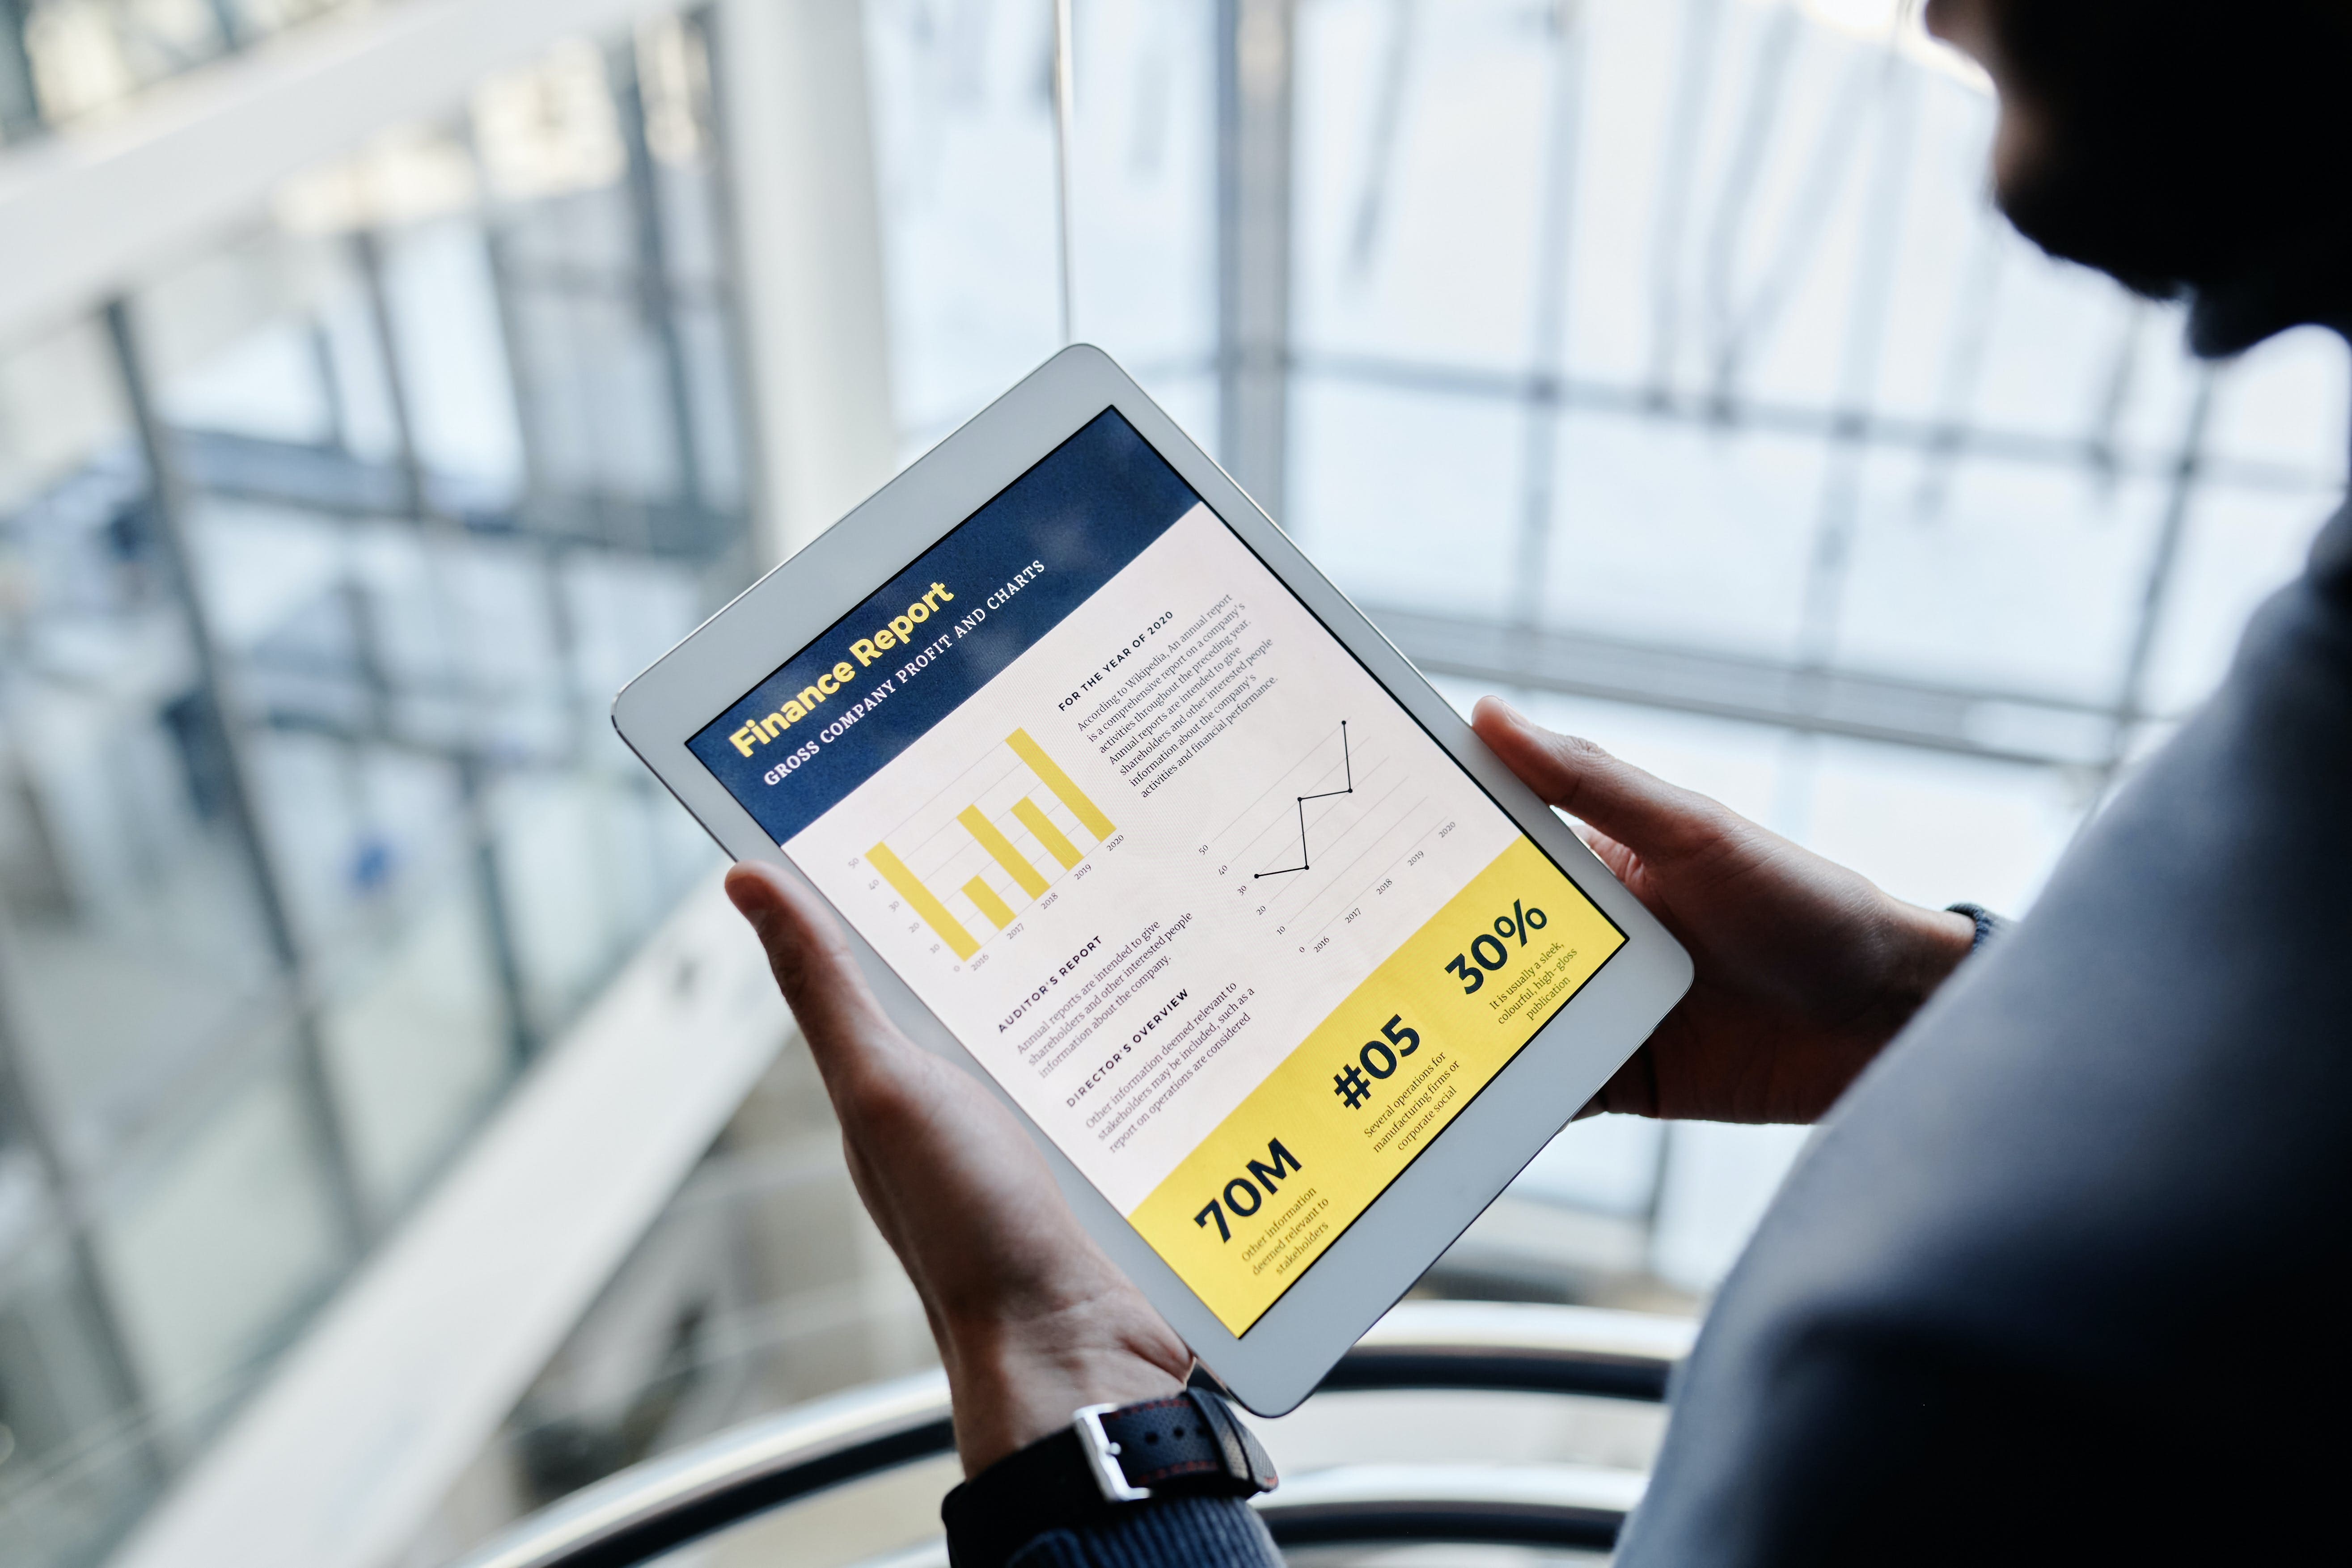 Finance Report
GROSS COMPANY PROFIT AND CHARTS
50
40
30
20
10
0
2016
2017
2018
2019
2020
FOR THE YEAR OF 2020
According to Wikipedia, An annual report
is a comprehensive report on a company's
activities throughout the preceding year.
Annual reports are intended to give
shareholders and other interested people
information about the company's
activities and financial performance.
50
40
30
20
10
0
2016
2017
2018
2019
2020
AUDITOR'S REPORT
Annual reports are intended to give
shareholders and other interested people
information about the company.
DIRECTOR'S OVERVIEW
Other information deemed relevant to
stakeholders may be included, such as a
report on operations are considered
70M
Other information
deemed relevant to
stakeholders
#05
Several operations for
manufacturing firms or
corporate social
30%
It is usually a sleek,
colourful, high-gloss
publication